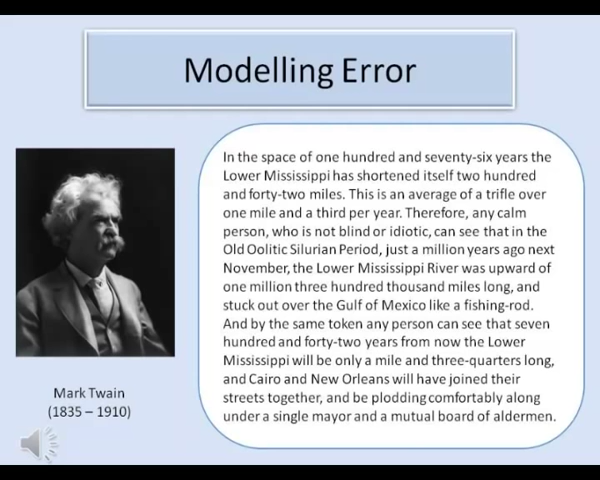 Modelling Error
In the space of one hundred and seventy-six years the
Lower Mississippi has shortened itself two hundred
and forty-two miles. This is an average of a trifle over
one mile and a third per year. Therefore, any calm
person, who is not blind or idiotic, can see that in the
Old Oolitic Silurian Period, just a million years ago next
November, the Lower Mississippi River was upward of
one million three hundred thousand miles long, and
stuck out over the Gulf of Mexico like a fishing-rod.
And by the same token any person can see that seven
hundred and forty-two years from now the Lower
Mississippi will be only a mile and three-quarters long,
and Cairo and New Orleans will have joined their
streets together, and be plodding comfortably along
under a single mayor and a mutual board of aldermen.
Mark Twain
(1835 – 1910)